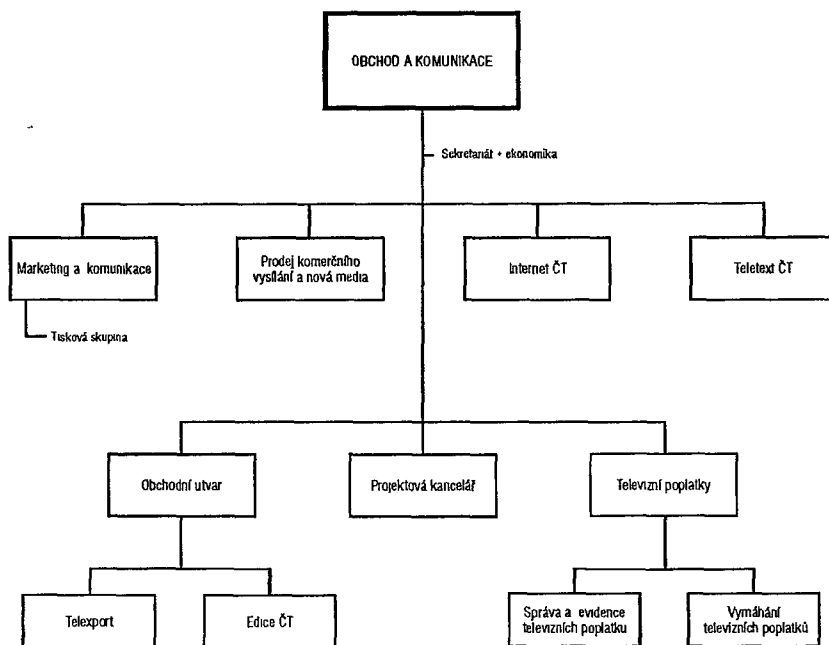 OBCHOD A KOMUNIKACE
Sekretariát + ekonomika
Marketing a komunikace
Prodej komerčního
vysílání a nová media
Internet ČT
Teletext ČT
Tisková skupina
Obchodní utvar
Projektová kancelář
Televizní poplatky
Telexport
Edice ČT
Správa a evidence
televizních poplatku
Vymáhání
televizních poplatků